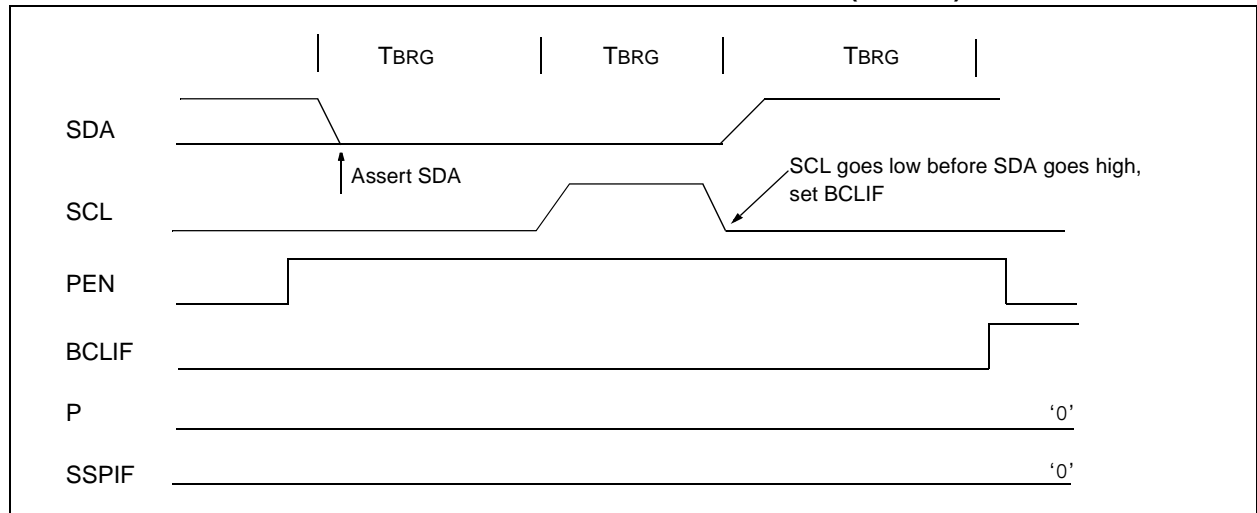 TBRG TBRG TBRG
SDA
Assert SDA
SCL goes low before SDA goes high,
set BCLIF
SCL
PEN
BCLIF
P
'0'
SSPIF
'0'